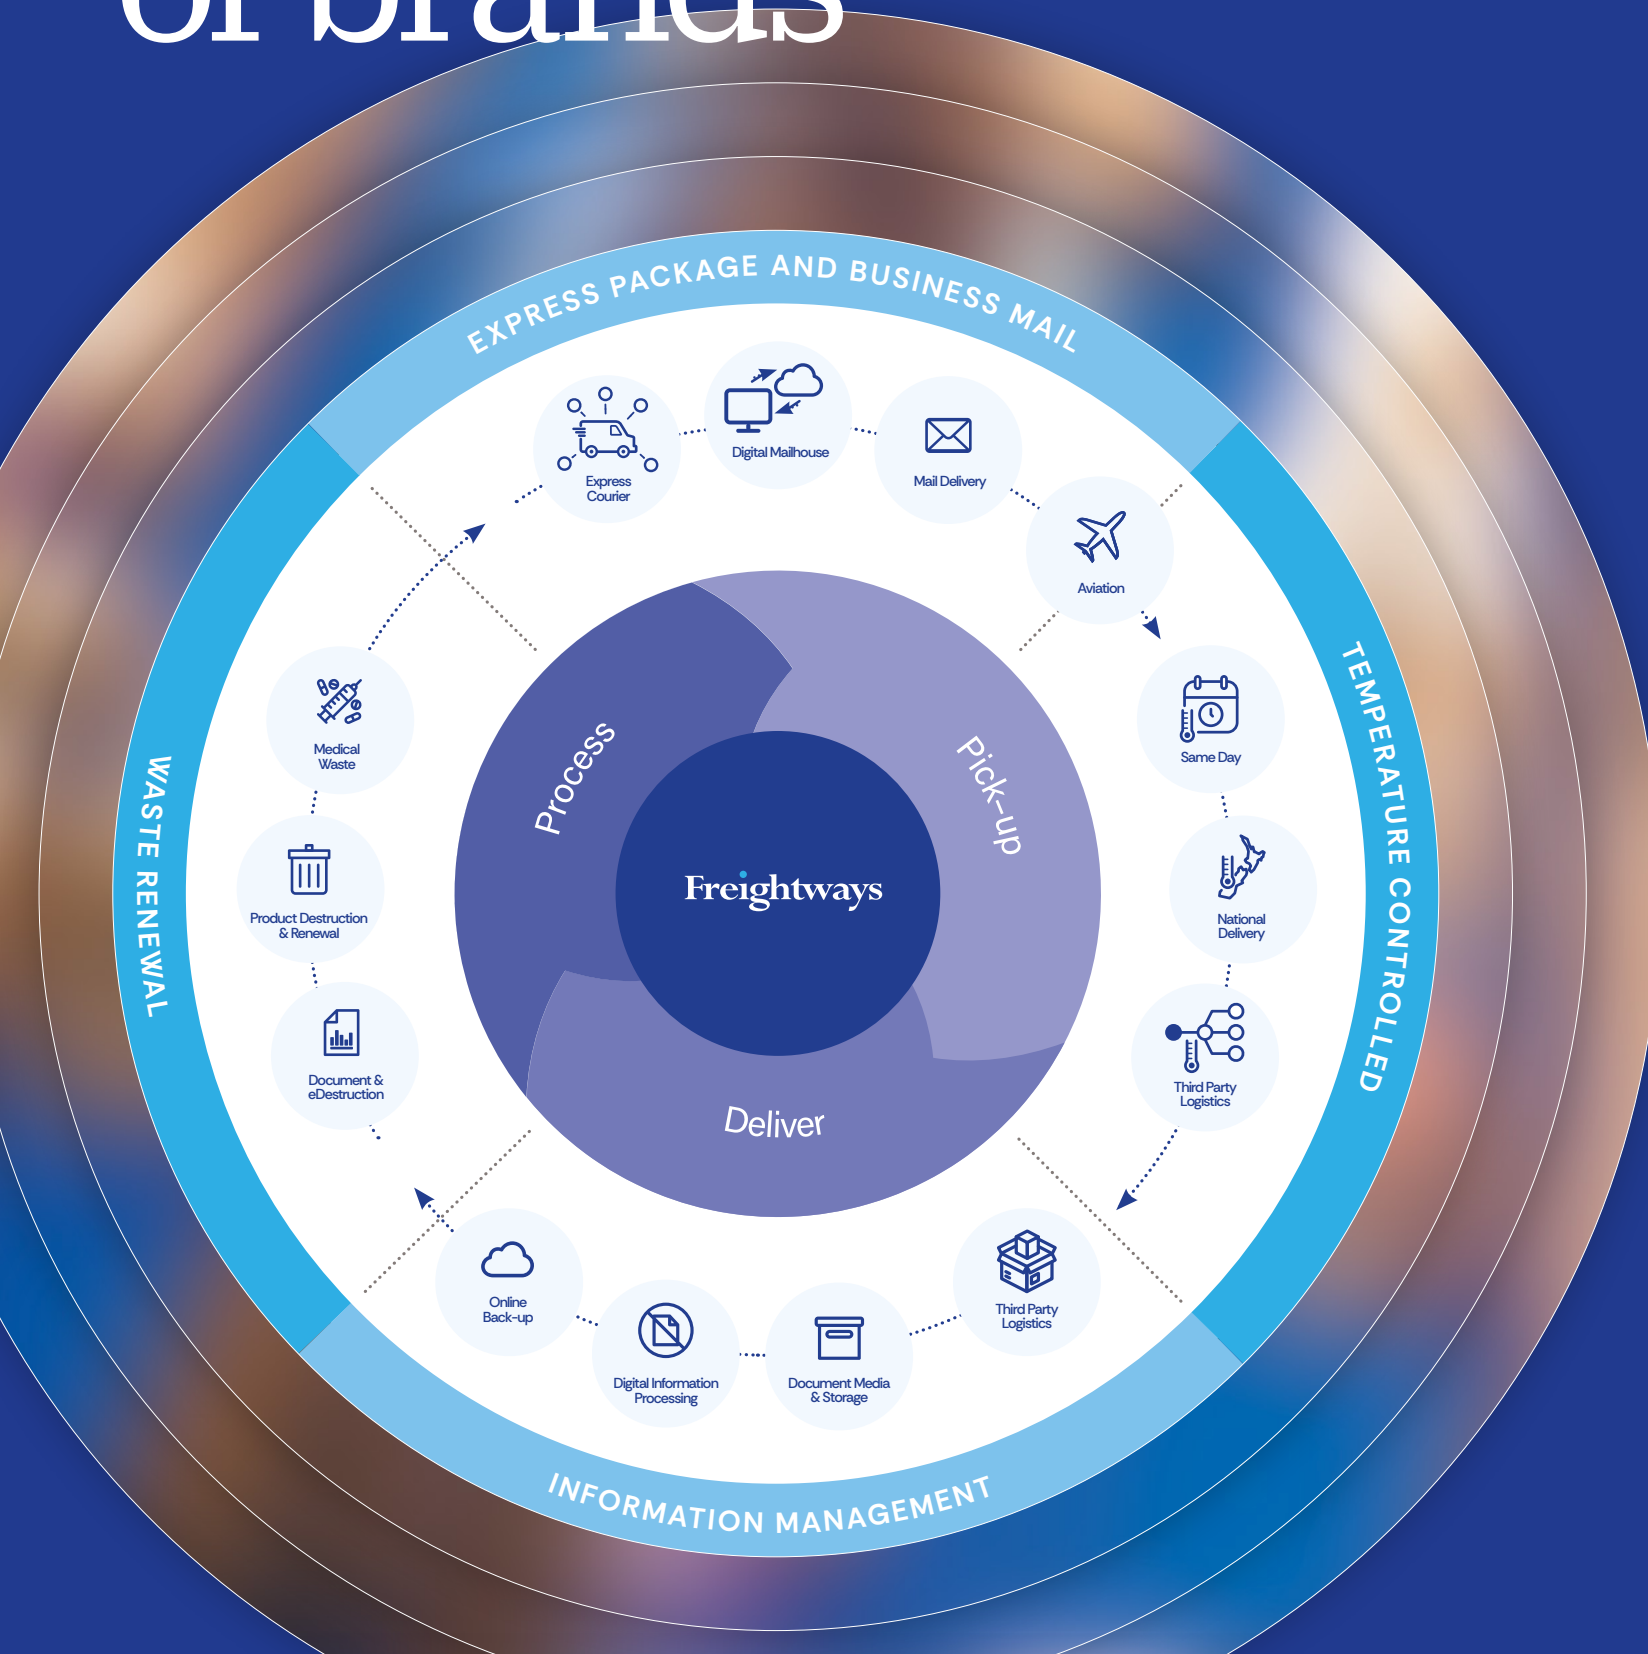 of brands
EXPRESS PACKAGE AND BUSINESS MAIL
Express
Courier
Digital Mailhouse
Mail Delivery
Aviation
TEMPERATURE CONTROLLED
Same Day
National
Delivery
Third Party
Logistics
INFORMATION MANAGEMENT
Third Party
Logistics
Document Media
& Storage
Digital Information
Processing
Online
Back-up
WASTE RENEWAL
Document &
eDestruction
Product Destruction
& Renewal
Medical
Waste
Process
Pick-up
Deliver
Freightways